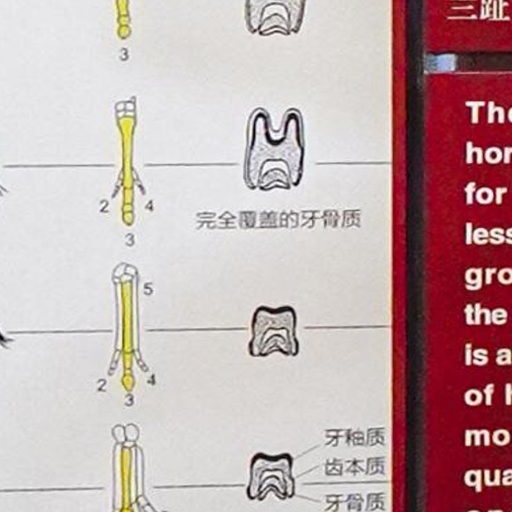 三趾
3
2
4
3
完全覆盖的牙骨质
5
2
4
3
牙釉质
齿本质
牙骨质
The
hor
for
less
gro
the
is a
of h
mo
qua